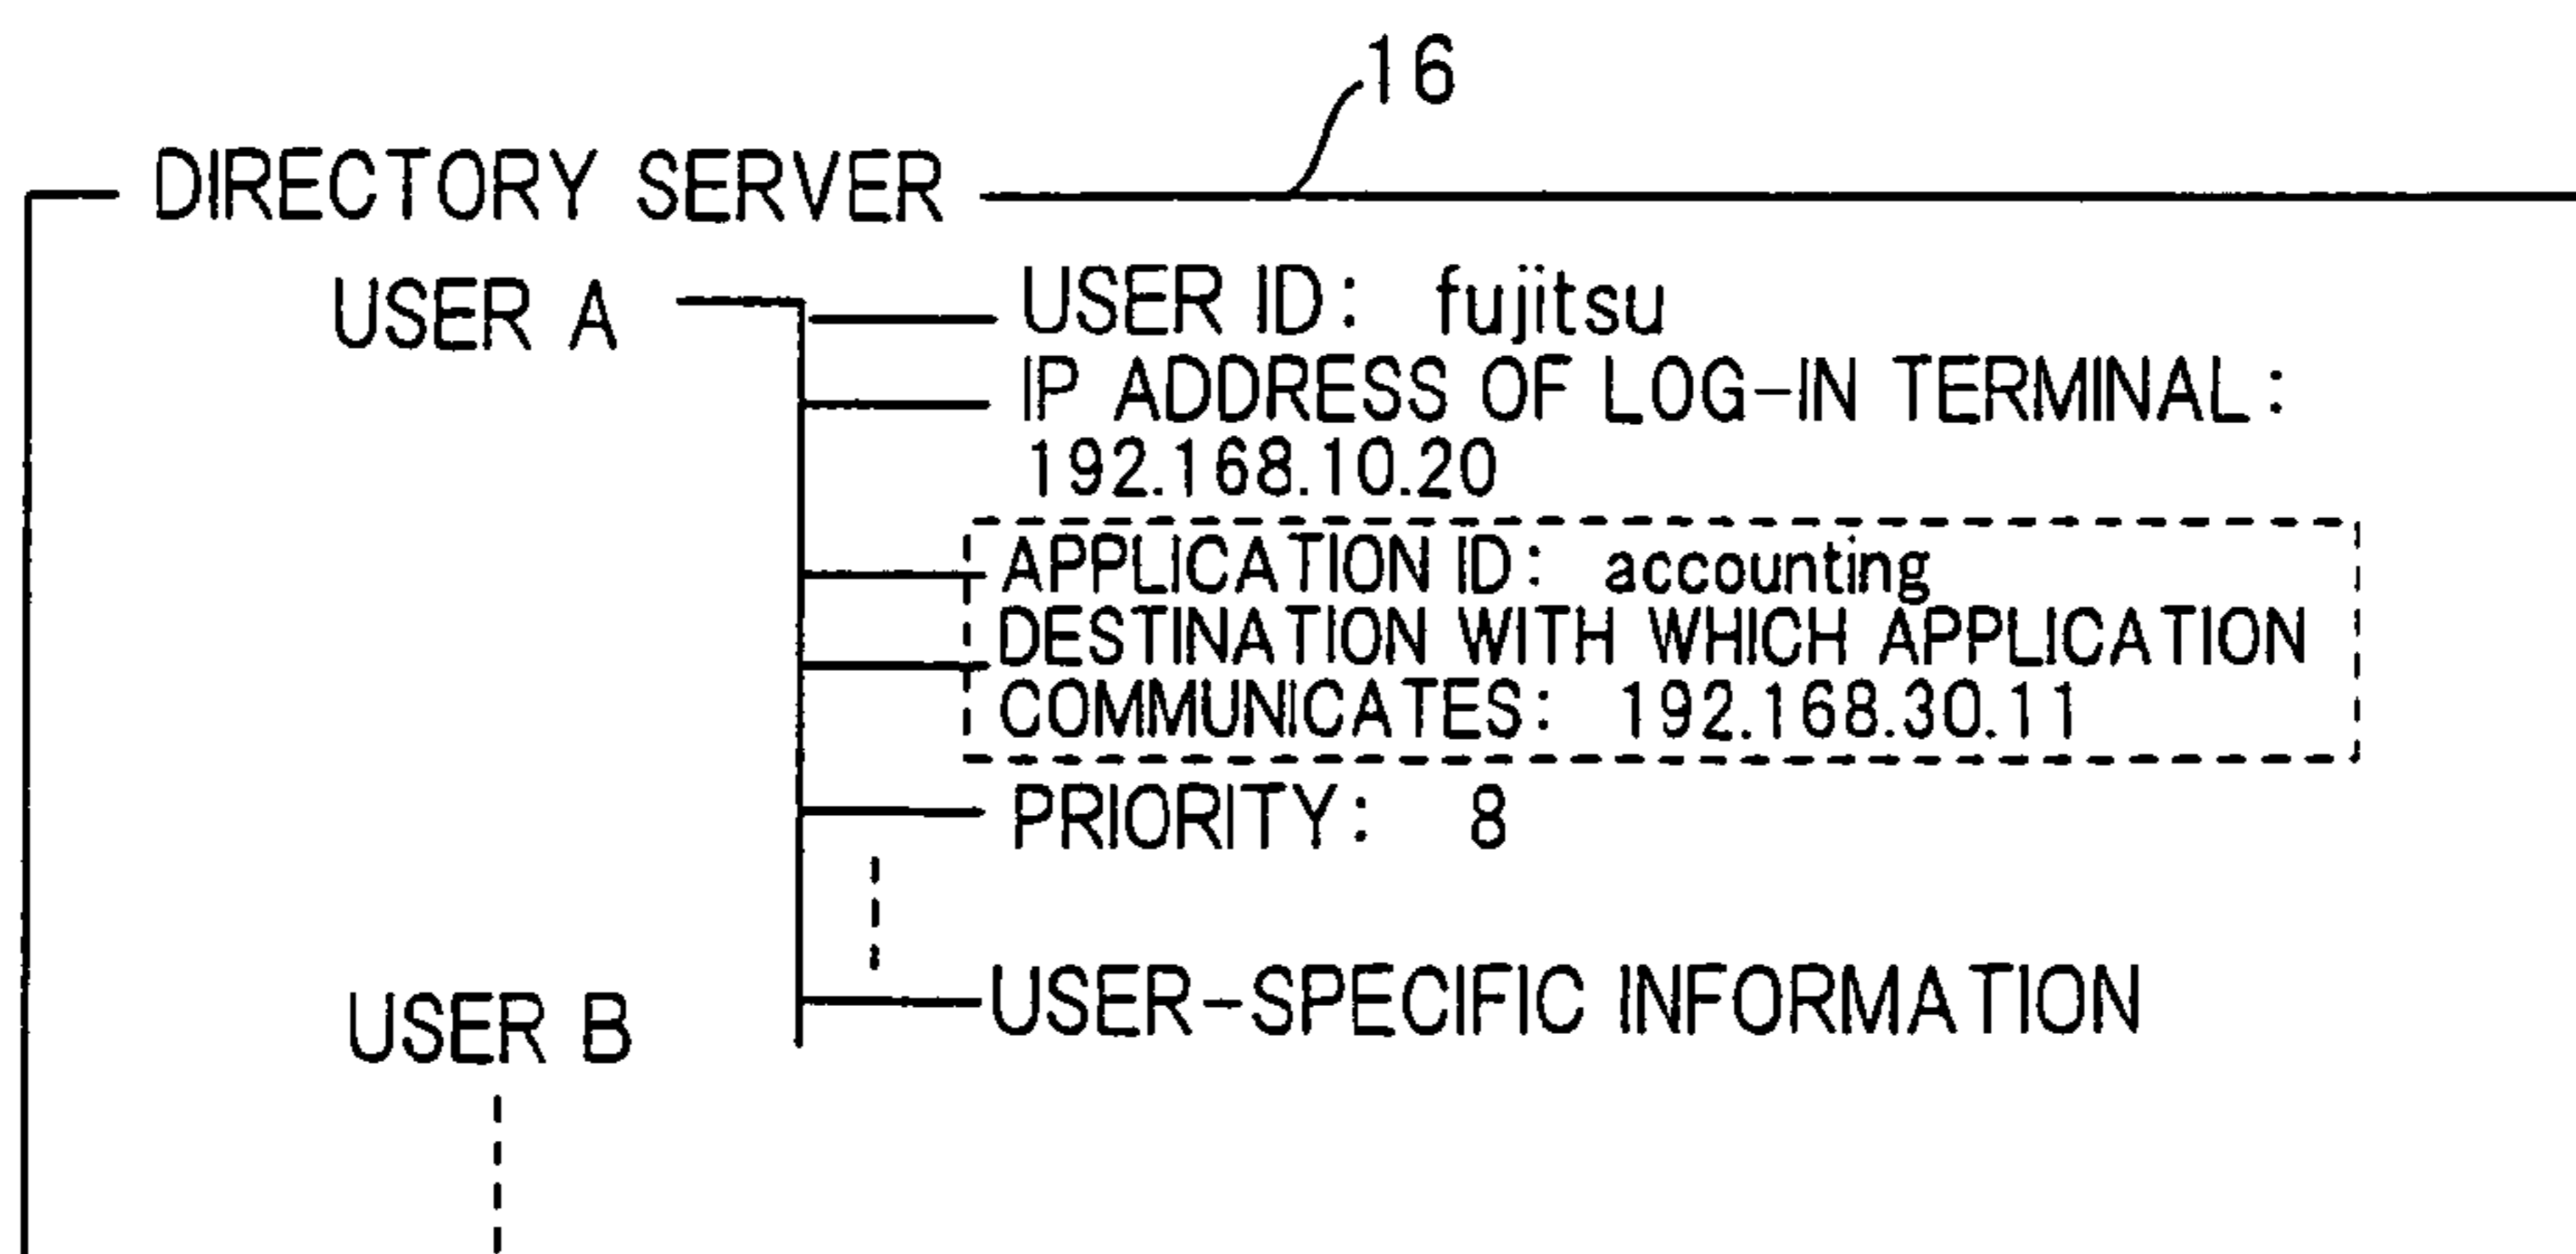 16
DIRECTORY SERVER
USER A
USER ID: fujitsu
IP ADDRESS OF LOG-IN TERMINAL:
192.168.10.20
APPLICATION ID: accounting
DESTINATION WITH WHICH APPLICATION
COMMUNICATES: 192.168.30.11
PRIORITY: 8
USER-SPECIFIC INFORMATION
USER B